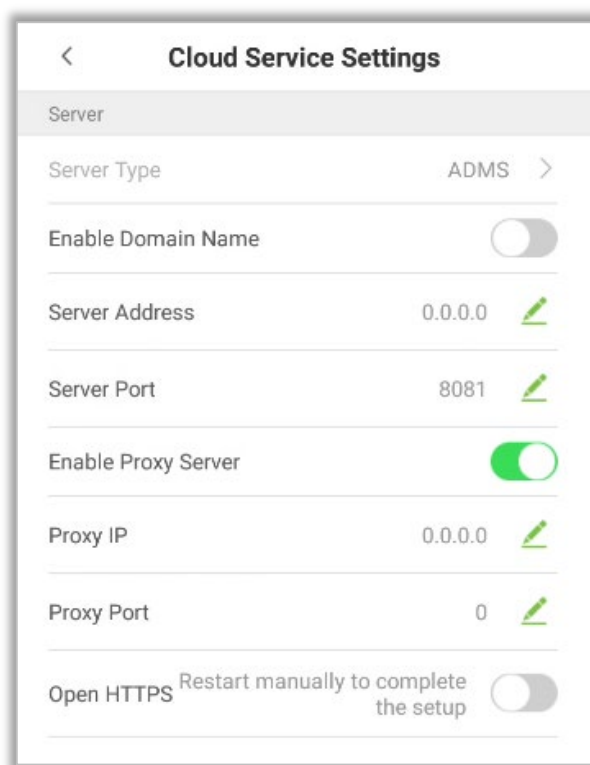 Cloud Service Settings
Server
Server Type ADMS
Enable Domain Name
Server Address 0.0.0.0
Server Port 8081
Enable Proxy Server
Proxy IP 0.0.0.0
Proxy Port 0
Open HTTPS Restart manually to complete
the setup